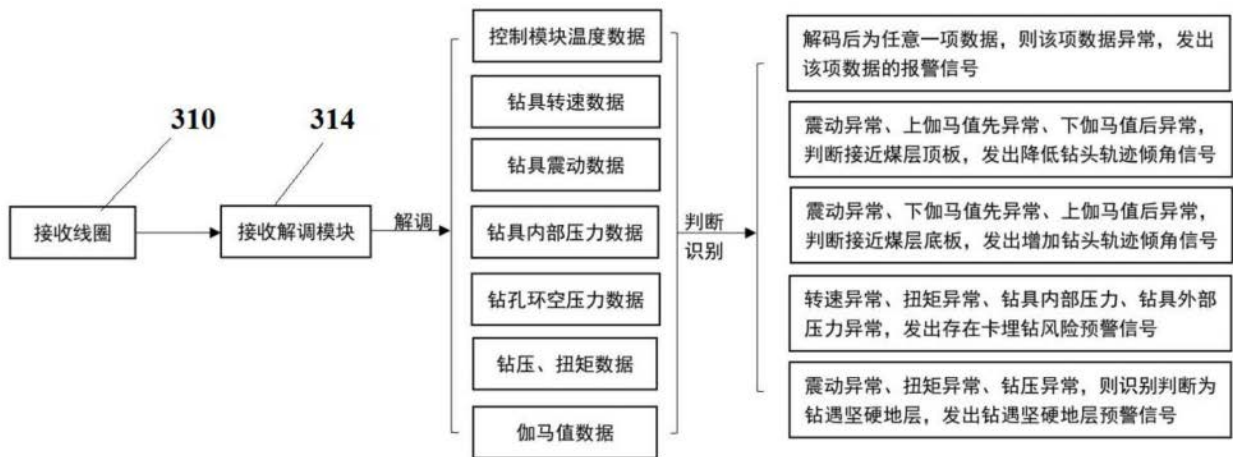 310
314
接收线圈
接收解调模块
解调
控制模块温度数据
钻具转速数据
钻具震动数据
钻具内部压力数据
钻孔环空压力数据
钻压、扭矩数据
伽马值数据
判断
识别
解码后为任意一项数据，则该项数据异常，发出
该项数据的报警信号
震动异常、上伽马值先异常、下伽马值后异常，
判断接近煤层顶板，发出降低钻头轨迹倾角信号
震动异常、下伽马值先异常、上伽马值后异常，
判断接近煤层底板，发出增加钻头轨迹倾角信号
转速异常、扭矩异常、钻具内部压力、钻具外部
压力异常，发出存在卡埋钻风险预警信号
震动异常、扭矩异常、钻压异常，则识别判断为
钻遇坚硬地层，发出钻遇坚硬地层预警信号